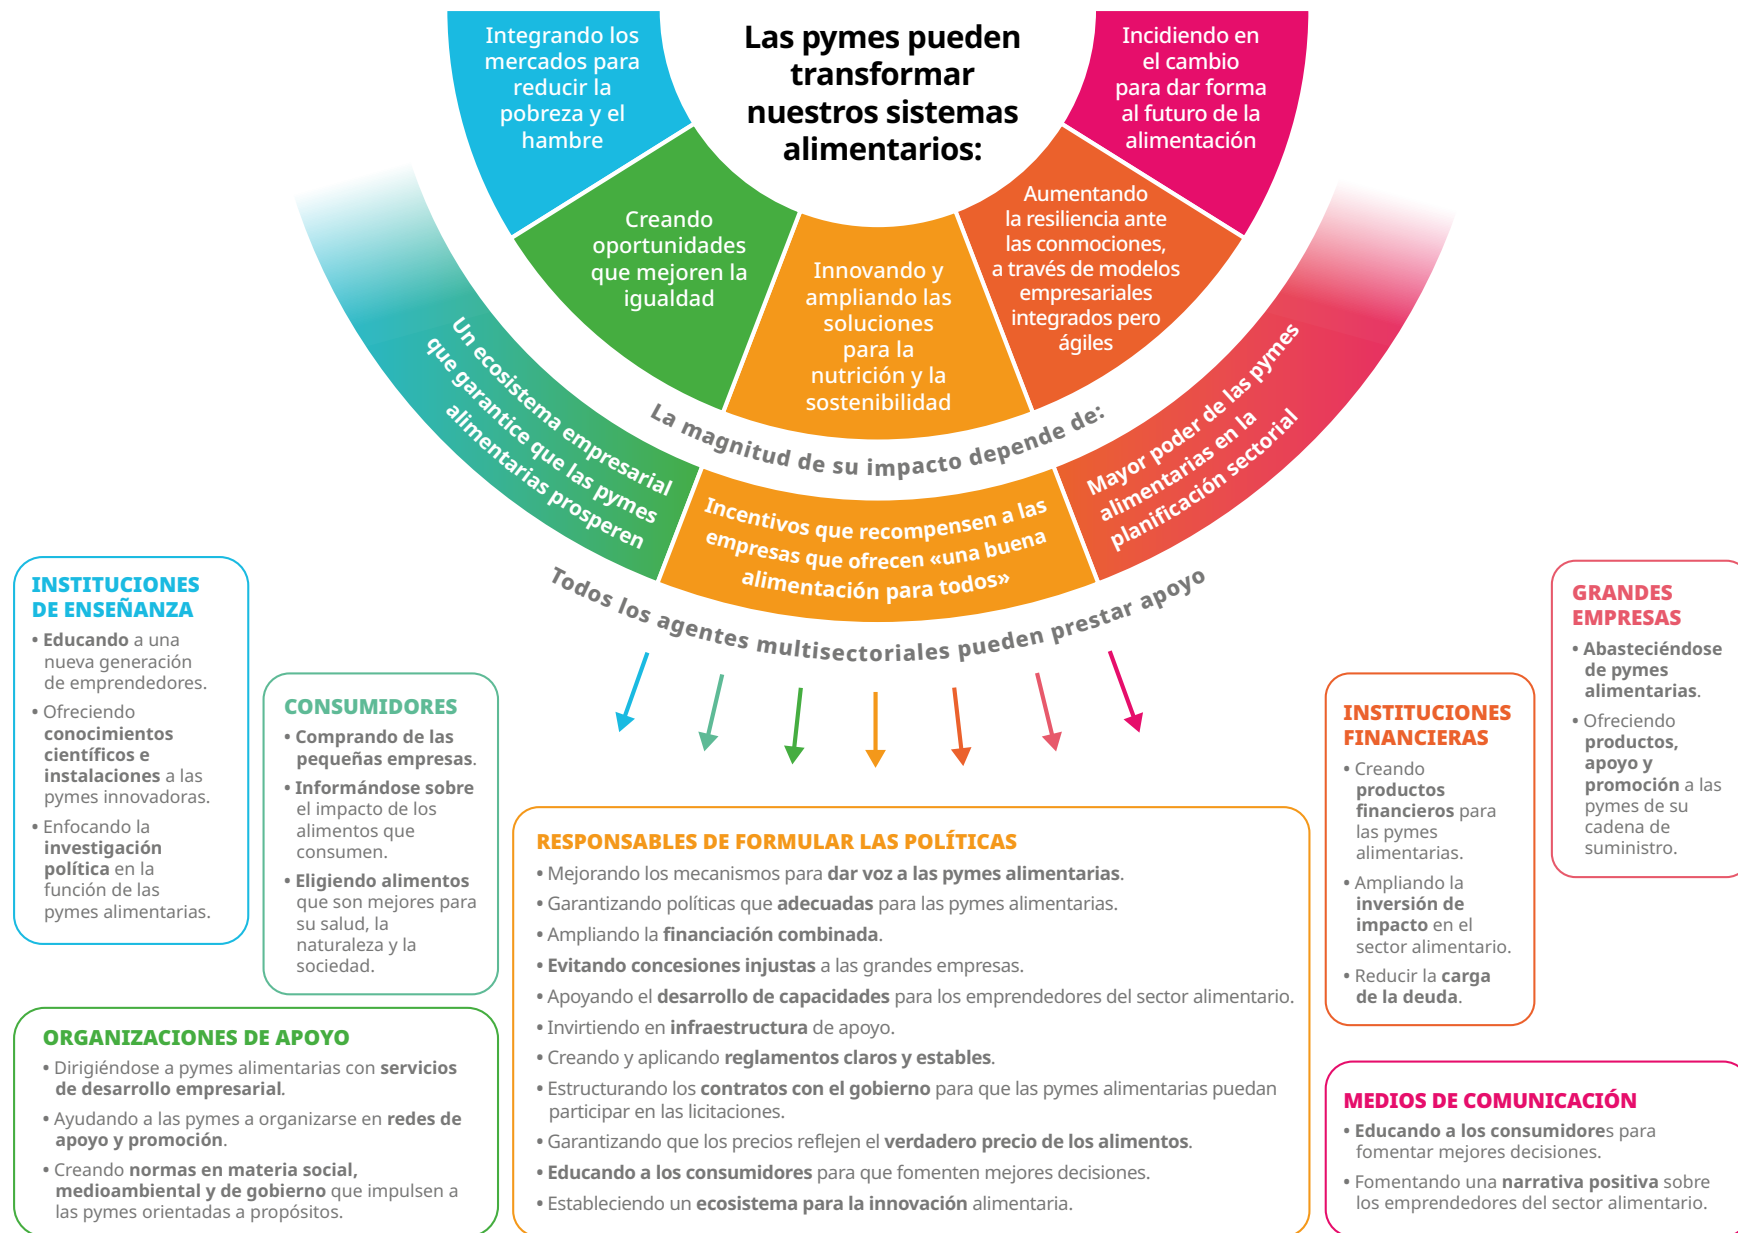 Las pymes pueden
transformar
nuestros sistemas
alimentarios:
Integrando los
mercados para
reducir la
pobreza y el
hambre
Creando
oportunidades
que mejoren la
igualdad
Innovando y
ampliando las
soluciones
para la
nutrición y la
sostenibilidad
Aumentando
la resiliencia ante
las conmociones,
a través de modelos
empresariales
integrados pero
ágiles
Incidiendo en
el cambio
para dar forma
al futuro de la
alimentación
La magnitud de su impacto depende de:
Un ecosistema empresarial
que garantice que las pymes
alimentarias prosperen
Incentivos que recompensen a las
empresas que ofrecen «una buena
alimentación para todos»
Mayor poder de las pymes
alimentarias en la
planificación sectorial
Todos los agentes multisectoriales pueden prestar apoyo
INSTITUCIONES
DE ENSEÑANZA
• Educando a una
nueva generación
de emprendedores.
• Ofreciendo
conocimientos
científicos e
instalaciones a las
pymes innovadoras.
• Enfocando la
investigación
política en la
función de las
pymes alimentarias.
CONSUMIDORES
• Comprando de las
pequeñas empresas.
• Informándose sobre
el impacto de los
alimentos que
consumen.
• Eligiendo alimentos
que son mejores para
su salud, la
naturaleza y la
sociedad.
ORGANIZACIONES DE APOYO
• Dirigiéndose a pymes alimentarias con servicios
de desarrollo empresarial.
• Ayudando a las pymes a organizarse en redes de
apoyo y promoción.
• Creando normas en materia social,
medioambiental y de gobierno que impulsen a
las pymes orientadas a propósitos.
RESPONSABLES DE FORMULAR LAS POLÍTICAS
• Mejorando los mecanismos para dar voz a las pymes alimentarias.
• Garantizando políticas que adecuadas para las pymes alimentarias.
• Ampliando la financiación combinada.
• Evitando concesiones injustas a las grandes empresas.
• Apoyando el desarrollo de capacidades para los emprendedores del sector alimentario.
• Invirtiendo en infraestructura de apoyo.
• Creando y aplicando reglamentos claros y estables.
• Estructurando los contratos con el gobierno para que las pymes alimentarias puedan
participar en las licitaciones.
• Garantizando que los precios reflejen el verdadero precio de los alimentos.
• Educando a los consumidores para que fomenten mejores decisiones.
• Estableciendo un ecosistema para la innovación alimentaria.
INSTITUCIONES
FINANCIERAS
• Creando
productos
financieros para
las pymes
alimentarias.
• Ampliando la
inversión de
impacto en el
sector alimentario.
• Reducir la carga
de la deuda.
GRANDES
EMPRESAS
• Abasteciéndose
de pymes
alimentarias.
• Ofreciendo
productos,
apoyo y
promoción a las
pymes de su
cadena de
suministro.
MEDIOS DE COMUNICACIÓN
• Educando a los consumidores para
fomentar mejores decisiones.
• Fomentando una narrativa positiva sobre
los emprendedores del sector alimentario.